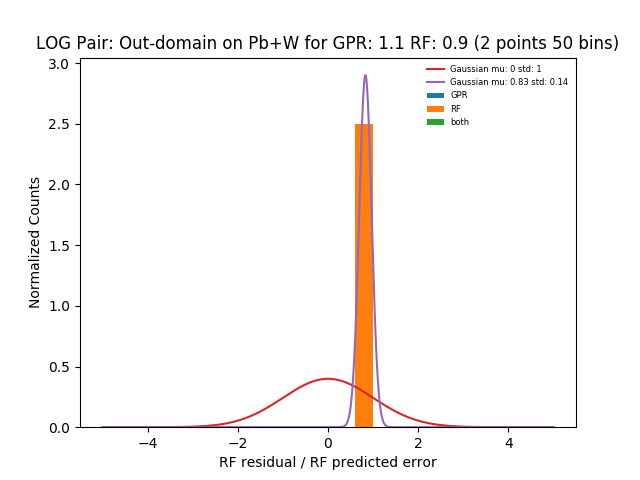 LOG Pair: Out-domain on Pb+W for GPR: 1.1 RF: 0.9 (2 points 50 bins)
Gaussian mu: 0 std: 1
Gaussian mu: 0.83 std: 0.14
GPR
RF
both
Normalized Counts
3.0
2.5
2.0
1.5
1.0
0.5
0.0
−4
−2
0
2
4
RF residual / RF predicted error